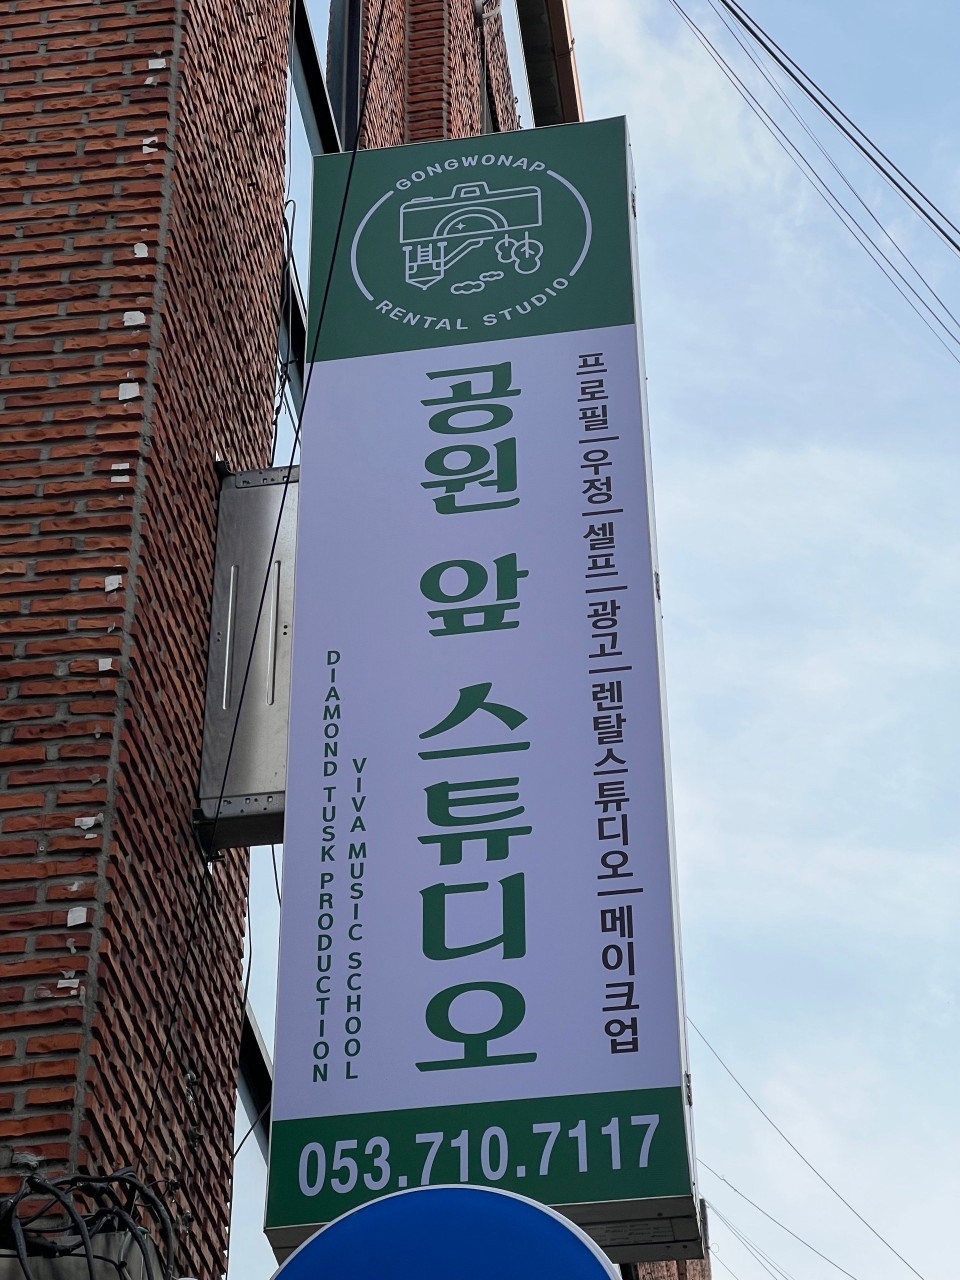 GONGWONAP
RENTAL STUDIO
프로필|우정|셀프|광고|렌탈스튜디오|메이크업
공원 앞 스튜디오
VIVA MUSIC SCHOOL
DIAMOND TUSK PRODUCTION
053.710.7117